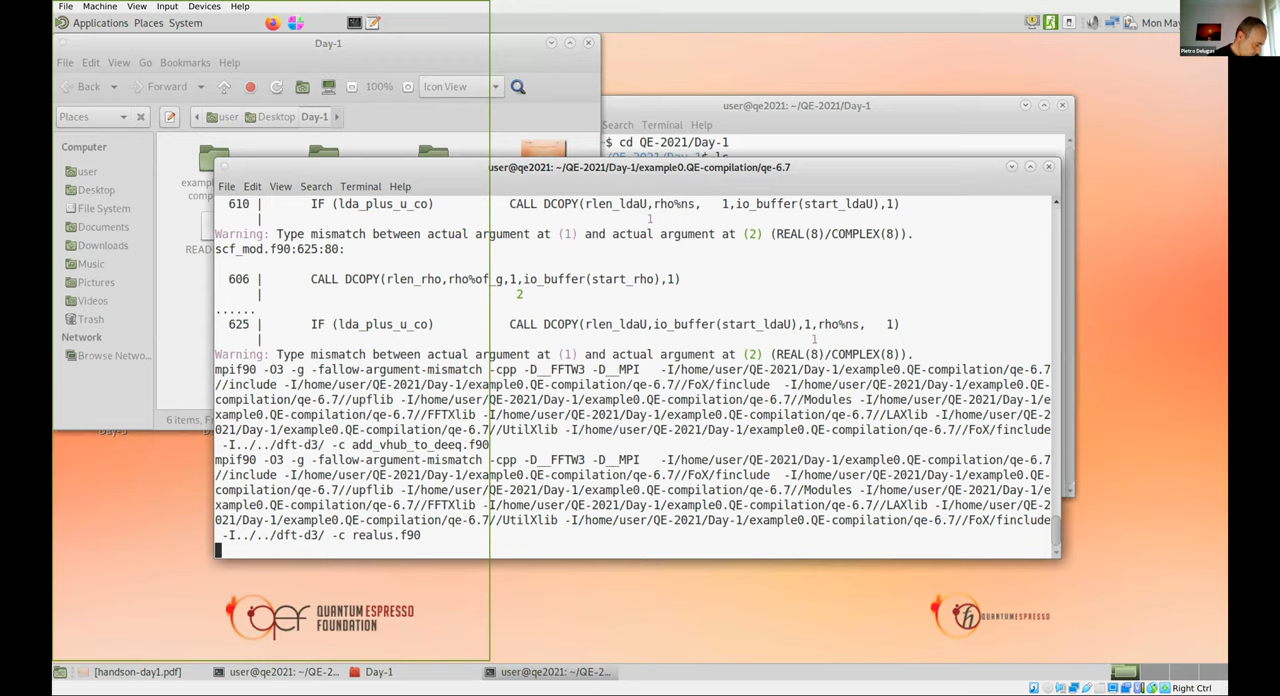 File Machine View Input Devices Help
Applications Places System
Mon May
Pietro Delugas
Day-1
File Edit View Go Bookmarks Help
Back Forward 100% Icon View
Places user Desktop Day-1
Computer
user
Desktop
File System
Documents
Downloads
Music
Pictures
Videos
Trash
Network
Browse Netwo...
6 items, F
user@qe2021: ~/QE-2021/Day-1
Search Terminal Help
$ cd QE-2021/Day-1
user@qe2021: ~/QE-2021/Day-1/example0.QE-compilation/qe-6.7
File Edit View Search Terminal Help
610 | IF (lda_plus_u_co) CALL DCOPY(rlen_ldaU,rho%ns, 1,io_buffer(start_ldaU),1)
| 1
Warning: Type mismatch between actual argument at (1) and actual argument at (2) (REAL(8)/COMPLEX(8)).
scf_mod.f90:625:80:
606 | CALL DCOPY(rlen_rho,rho%of_g,1,io_buffer(start_rho),1)
| 2
......
625 | IF (lda_plus_u_co) CALL DCOPY(rlen_ldaU,io_buffer(start_ldaU),1,rho%ns, 1)
| 1
Warning: Type mismatch between actual argument at (1) and actual argument at (2) (REAL(8)/COMPLEX(8)).
mpif90 -O3 -g -fallow-argument-mismatch -cpp -D__FFTW3 -D__MPI -I/home/user/QE-2021/Day-1/example0.QE-compilation/qe-6.7
//include -I/home/user/QE-2021/Day-1/example0.QE-compilation/qe-6.7//FoX/finclude -I/home/user/QE-2021/Day-1/example0.QE-
compilation/qe-6.7//upflib -I/home/user/QE-2021/Day-1/example0.QE-compilation/qe-6.7//Modules -I/home/user/QE-2021/Day-1/e
xample0.QE-compilation/qe-6.7//FFTXlib -I/home/user/QE-2021/Day-1/example0.QE-compilation/qe-6.7//LAXlib -I/home/user/QE-2
021/Day-1/example0.QE-compilation/qe-6.7//UtilXlib -I/home/user/QE-2021/Day-1/example0.QE-compilation/qe-6.7//FoX/finclude
-I../../dft-d3/ -c add_vhub_to_deeq.f90
mpif90 -O3 -g -fallow-argument-mismatch -cpp -D__FFTW3 -D__MPI -I/home/user/QE-2021/Day-1/example0.QE-compilation/qe-6.7
//include -I/home/user/QE-2021/Day-1/example0.QE-compilation/qe-6.7//FoX/finclude -I/home/user/QE-2021/Day-1/example0.QE-
compilation/qe-6.7//upflib -I/home/user/QE-2021/Day-1/example0.QE-compilation/qe-6.7//Modules -I/home/user/QE-2021/Day-1/e
xample0.QE-compilation/qe-6.7//FFTXlib -I/home/user/QE-2021/Day-1/example0.QE-compilation/qe-6.7//LAXlib -I/home/user/QE-2
021/Day-1/example0.QE-compilation/qe-6.7//UtilXlib -I/home/user/QE-2021/Day-1/example0.QE-compilation/qe-6.7//FoX/finclude
-I../../dft-d3/ -c realus.f90
QUANTUM ESPRESSO
FOUNDATION
QUANTUMESPRESSO
[handson-day1.pdf] user@qe2021: ~/QE-2... Day-1 user@qe2021: ~/QE-2...
Right Ctrl